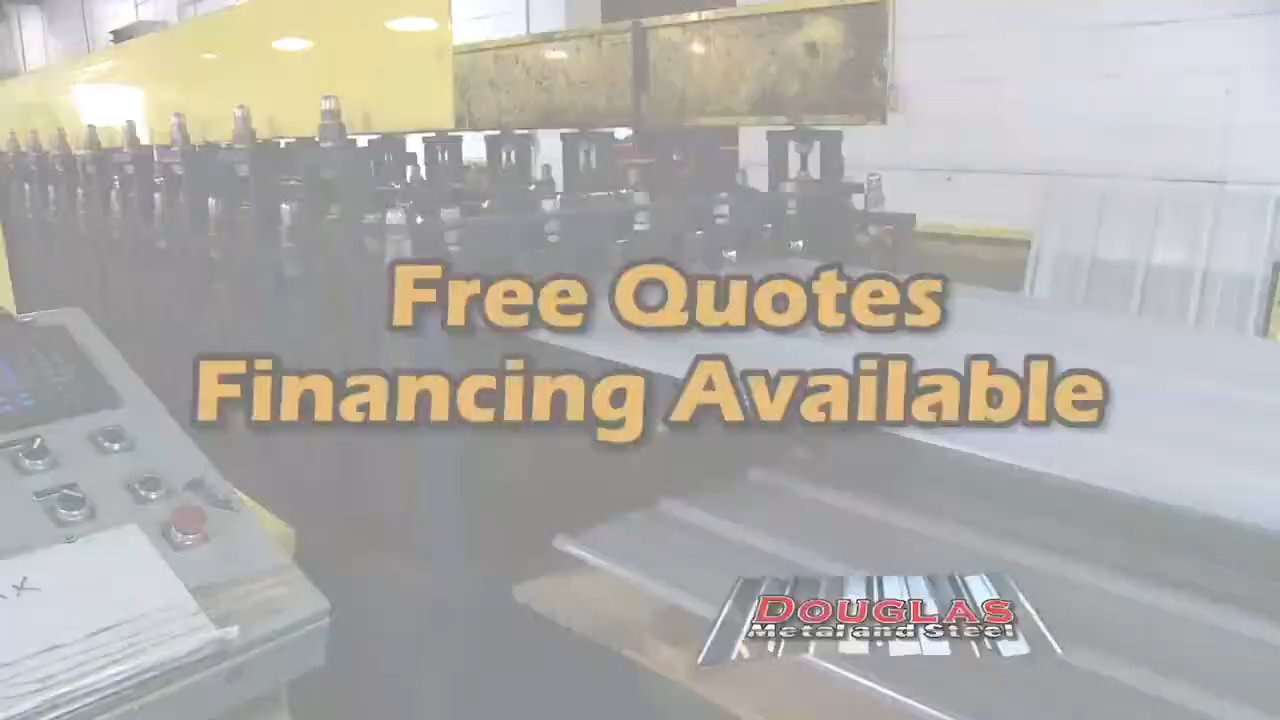 Free Quotes
Financing Available
DOUGLAS
Metal and Steel